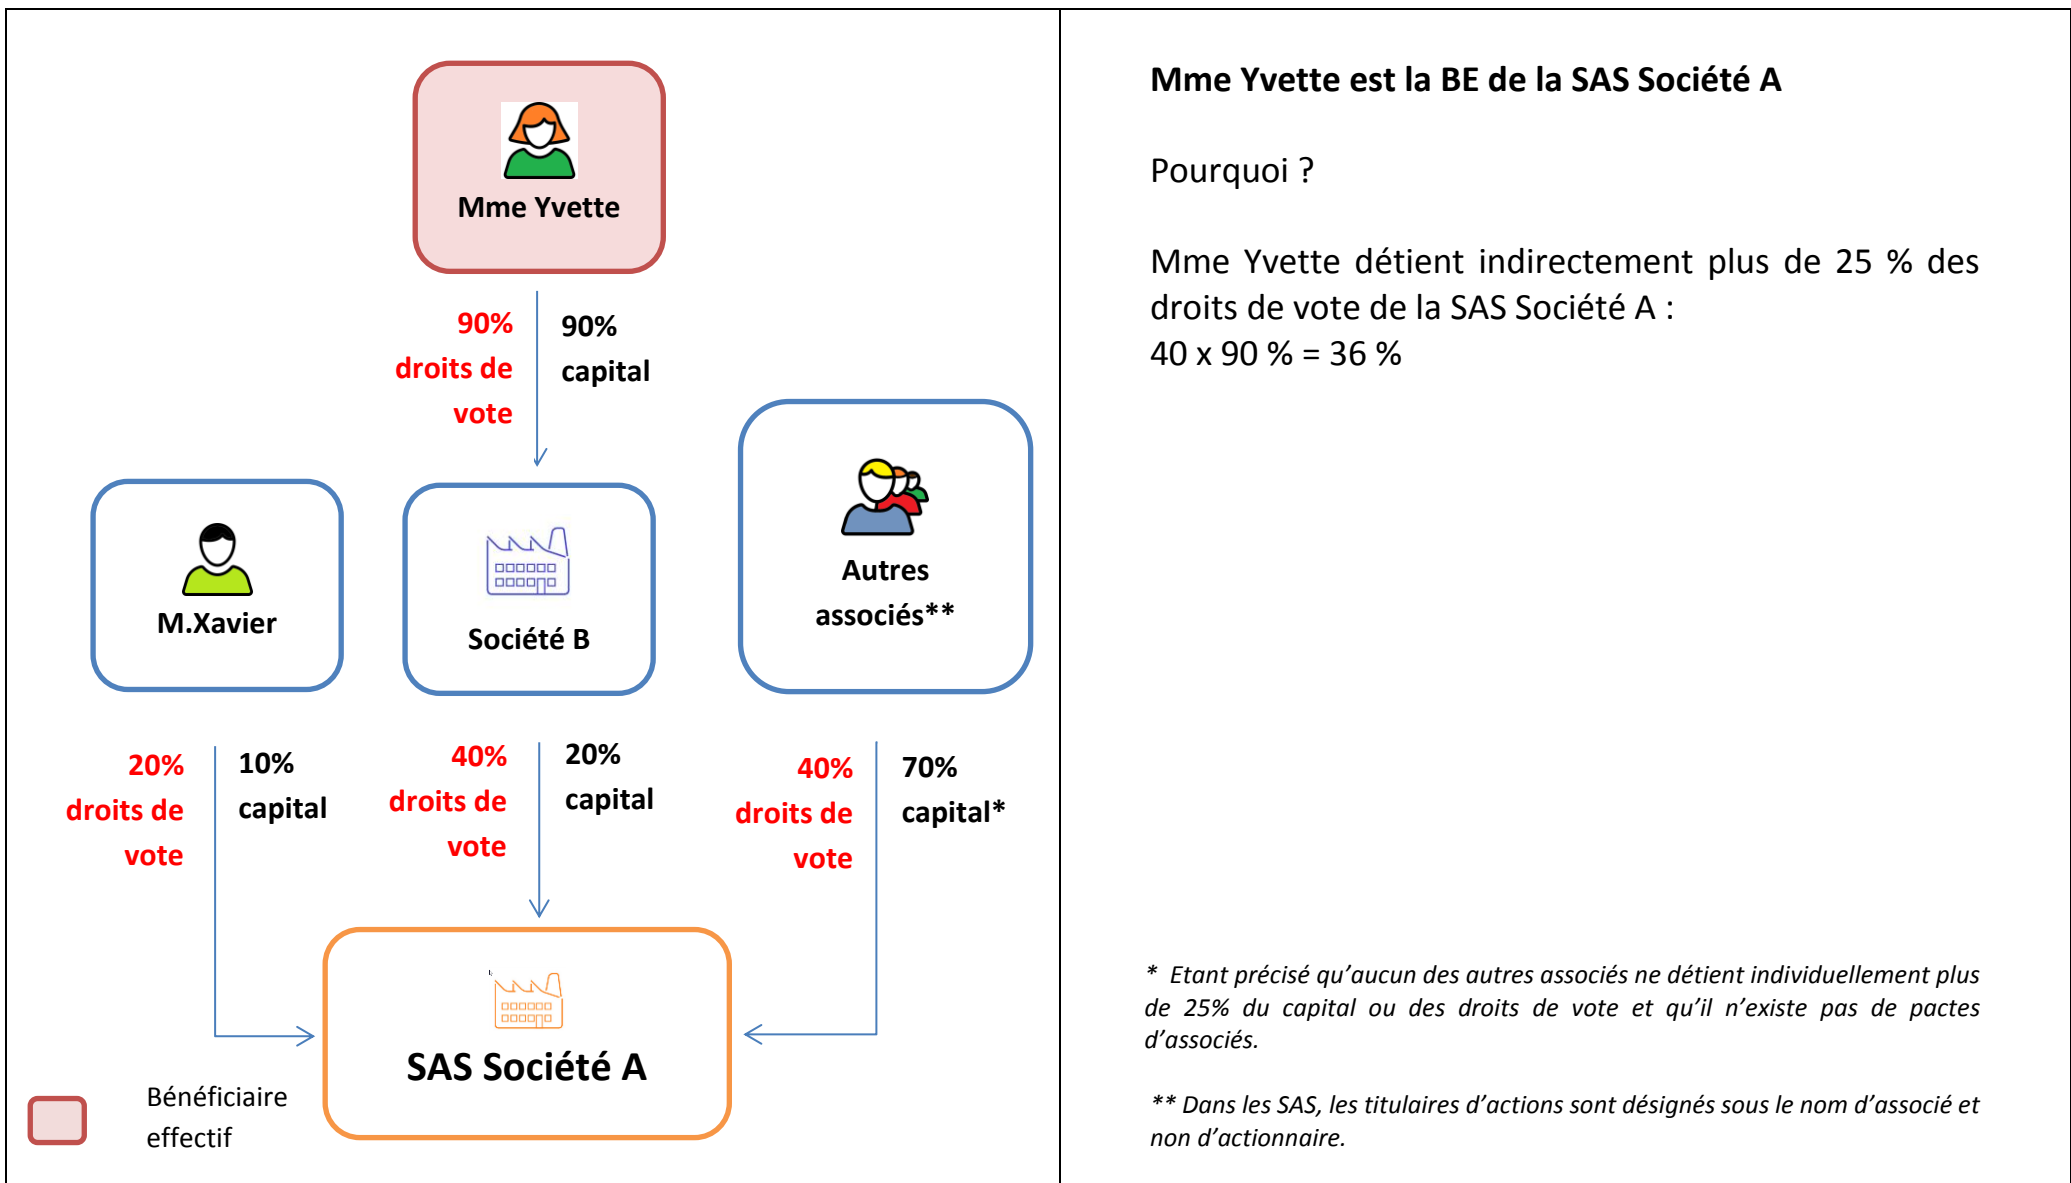 Mme Yvette
90%
droits de
vote
90%
capital
M.Xavier
Société B
Autres
associés**
20%
droits de
vote
10%
capital
40%
droits de
vote
20%
capital
40%
droits de
vote
70%
capital*
SAS Société A
Bénéficiaire
effectif
Mme Yvette est la BE de la SAS Société A
Pourquoi ?
Mme Yvette détient indirectement plus de 25 % des
droits de vote de la SAS Société A :
40 x 90 % = 36 %
* Etant précisé qu’aucun des autres associés ne détient individuellement plus
de 25% du capital ou des droits de vote et qu’il n’existe pas de pactes
d’associés.
** Dans les SAS, les titulaires d’actions sont désignés sous le nom d’associé et
non d’actionnaire.